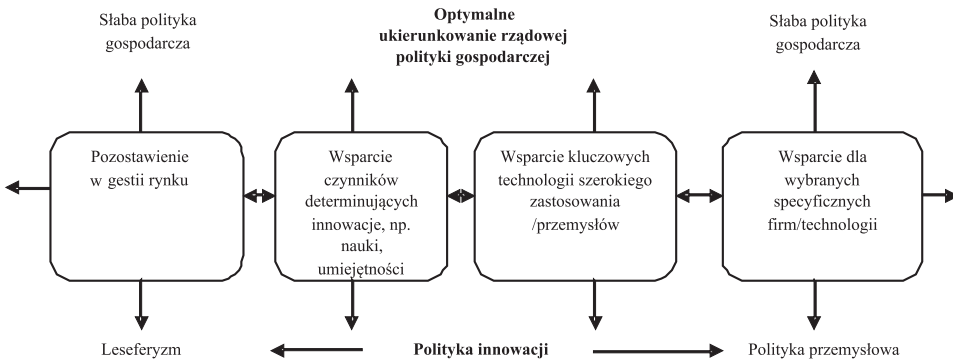 Słaba polityka
gospodarcza
Optymalne
ukierunkowanie rządowej
polityki gospodarczej
Słaba polityka
gospodarcza
Pozostawienie
w gestii rynku
Wsparcie
czynników
determinujących
innowacje, np.
nauki,
umiejętności
Wsparcie kluczowych
technologii szerokiego
zastosowania
/przemysłów
Wsparcie dla
wybranych
specyficznych
firm/technologii
Leseferyzm
Polityka innowacji
Polityka przemysłowa